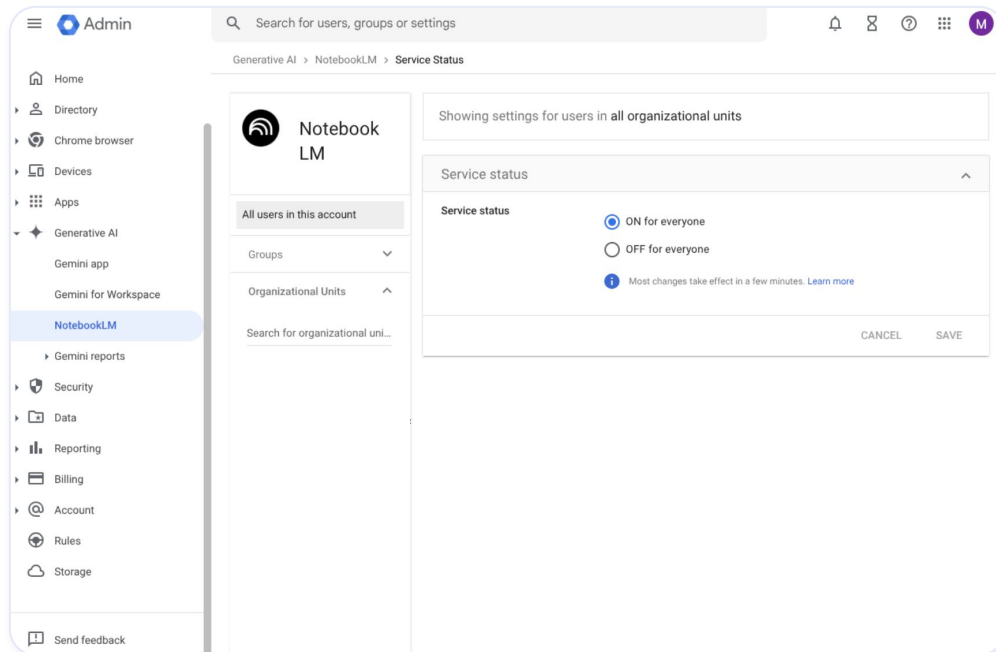 Admin
Search for users, groups or settings
M
Generative AI > NotebookLM > Service Status
Home
Directory
Chrome browser
Devices
Apps
Generative AI
Gemini app
Gemini for Workspace
NotebookLM
Gemini reports
Security
Data
Reporting
Billing
Account
Rules
Storage
Send feedback
Notebook
LM
All users in this account
Groups
Organizational Units
Search for organizational uni...
Showing settings for users in all organizational units
Service status
Service status
ON for everyone
OFF for everyone
Most changes take effect in a few minutes. Learn more
CANCEL
SAVE